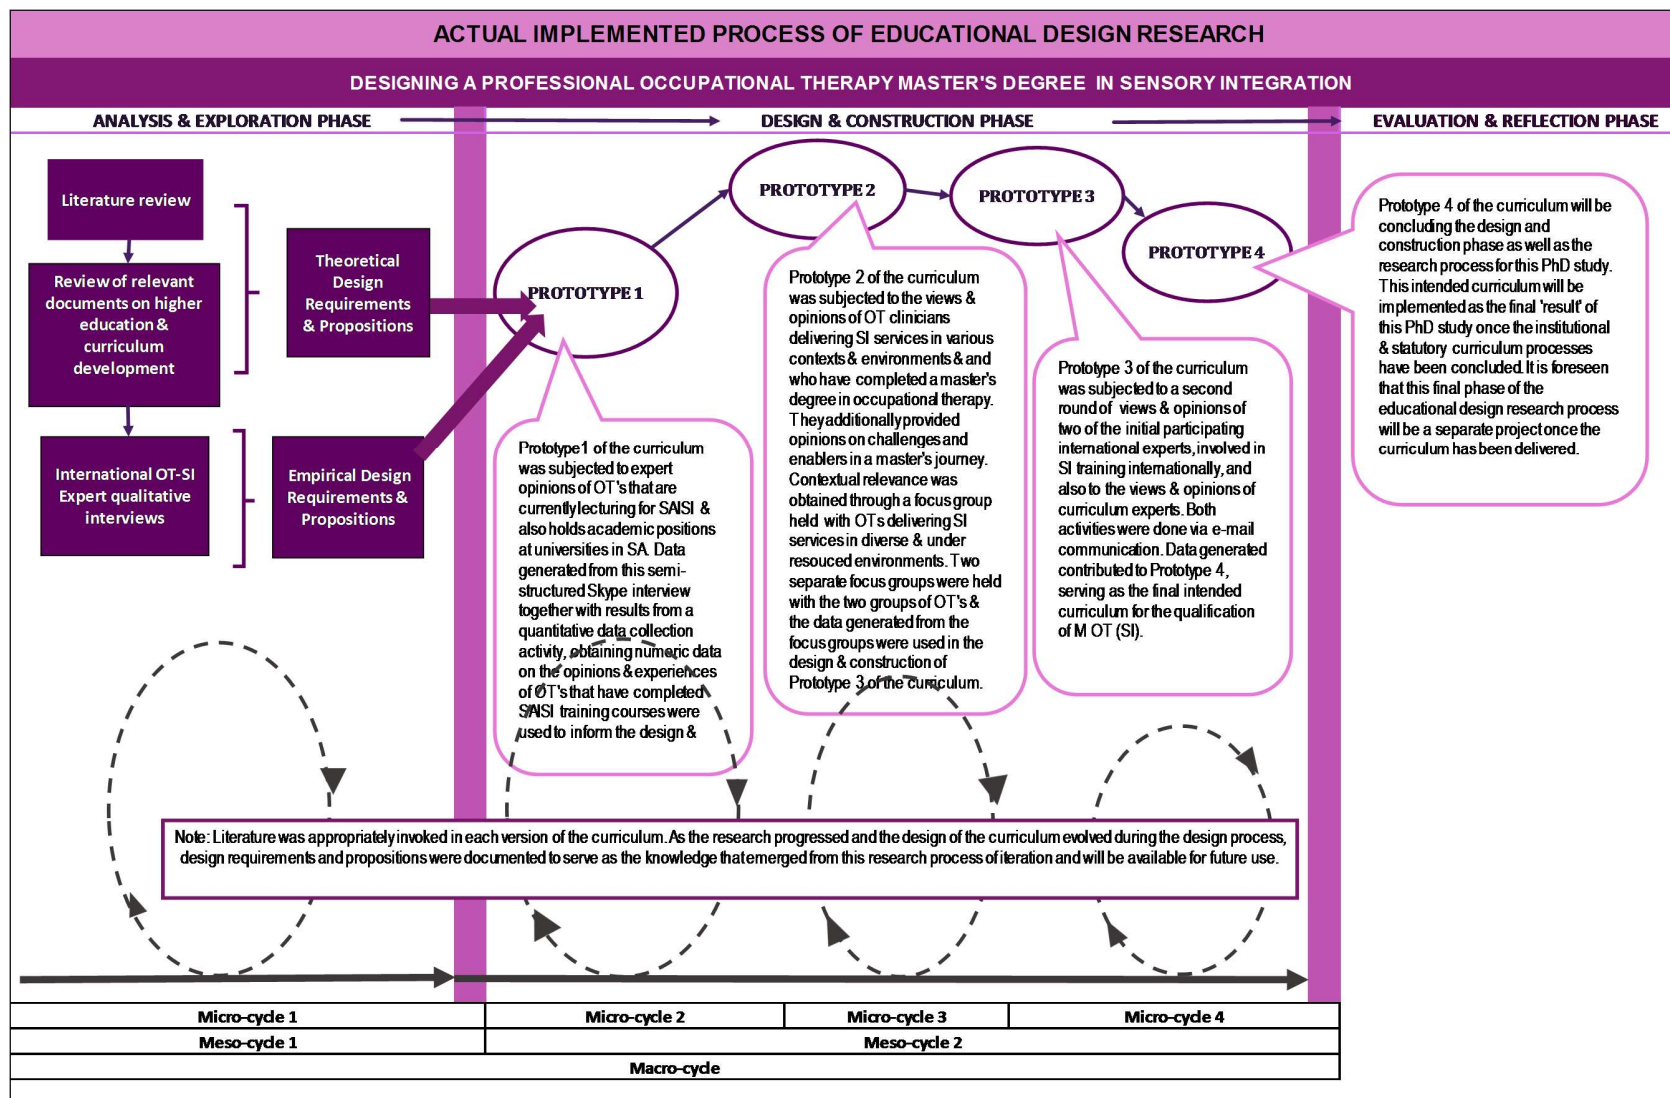 ACTUAL IMPLEMENTED PROCESS OF EDUCATIONAL DESIGN RESEARCH
DESIGNING A PROFESSIONAL OCCUPATIONAL THERAPY MASTER'S DEGREE IN SENSORY INTEGRATION
ANALYSIS & EXPLORATION PHASE
DESIGN & CONSTRUCTION PHASE
EVALUATION & REFLECTION PHASE
Literature review
Review of relevant
documents on higher
education &
curriculum
development
International OT-SI
Expert qualitative
interviews
Theoretical
Design
Requirements
& Propositions
Empirical Design
Requirements &
Propositions
PROTOTYPE 1
PROTOTYPE 2
PROTOTYPE 3
PROTOTYPE 4
Prototype1 of the curriculum
was subjected to expert
opinions of OT's that are
currently lecturing for SAISI &
also holds academic positions
at universities in SA. Data
generated from this semi-
structured Skype interview
together with results from a
quantitative data collection
activity, obtaining numeric data
on the opinions & experiences
of OT's that have completed
SAISI training courses were
used to inform the design &
Prototype 2 of the curriculum
was subjected to the views &
opinions of OT clinicians
delivering SI services in various
contexts & environments & and
who have completed a master's
degree in occupational therapy.
They additionally provided
opinions on challenges and
enablers in a master's journey.
Contextual relevance was
obtained through a focus group
held with OTs delivering SI
services in diverse & under
resouced environments. Two
separate focus groups were held
with the two groups of OT's &
the data generated from the
focus groups were used in the
design & construction of
Prototype 3 of the curriculum.
Prototype 3 of the curriculum
was subjected to a second
round of views & opinions of
two of the initial participating
international experts, involved in
SI training internationally, and
also to the views & opinions of
curriculum experts. Both
activities were done via e-mail
communication. Data generated
contributed to Prototype 4,
serving as the final intended
curriculum for the qualification
of M OT (SI).
Prototype 4 of the curriculum will be
concluding the design and
construction phase as well as the
research process for this PhD study.
This intended curriculum will be
implemented as the final 'result' of
this PhD study once the institutional
& statutory curriculum processes
have been concluded. It is foreseen
that this final phase of the
educational design research process
will be a separate project once the
curriculum has been delivered.
Note: Literature was appropriately invoked in each version of the curriculum. As the research progressed and the design of the curriculum evolved during the design process,
design requirements and propositions were documented to serve as the knowledge that emerged from this research process of iteration and will be available for future use.
Micro-cycle 1
Micro-cycle 2
Micro-cycle 3
Micro-cycle 4
Meso-cycle 1
Meso-cycle 2
Macro-cycle